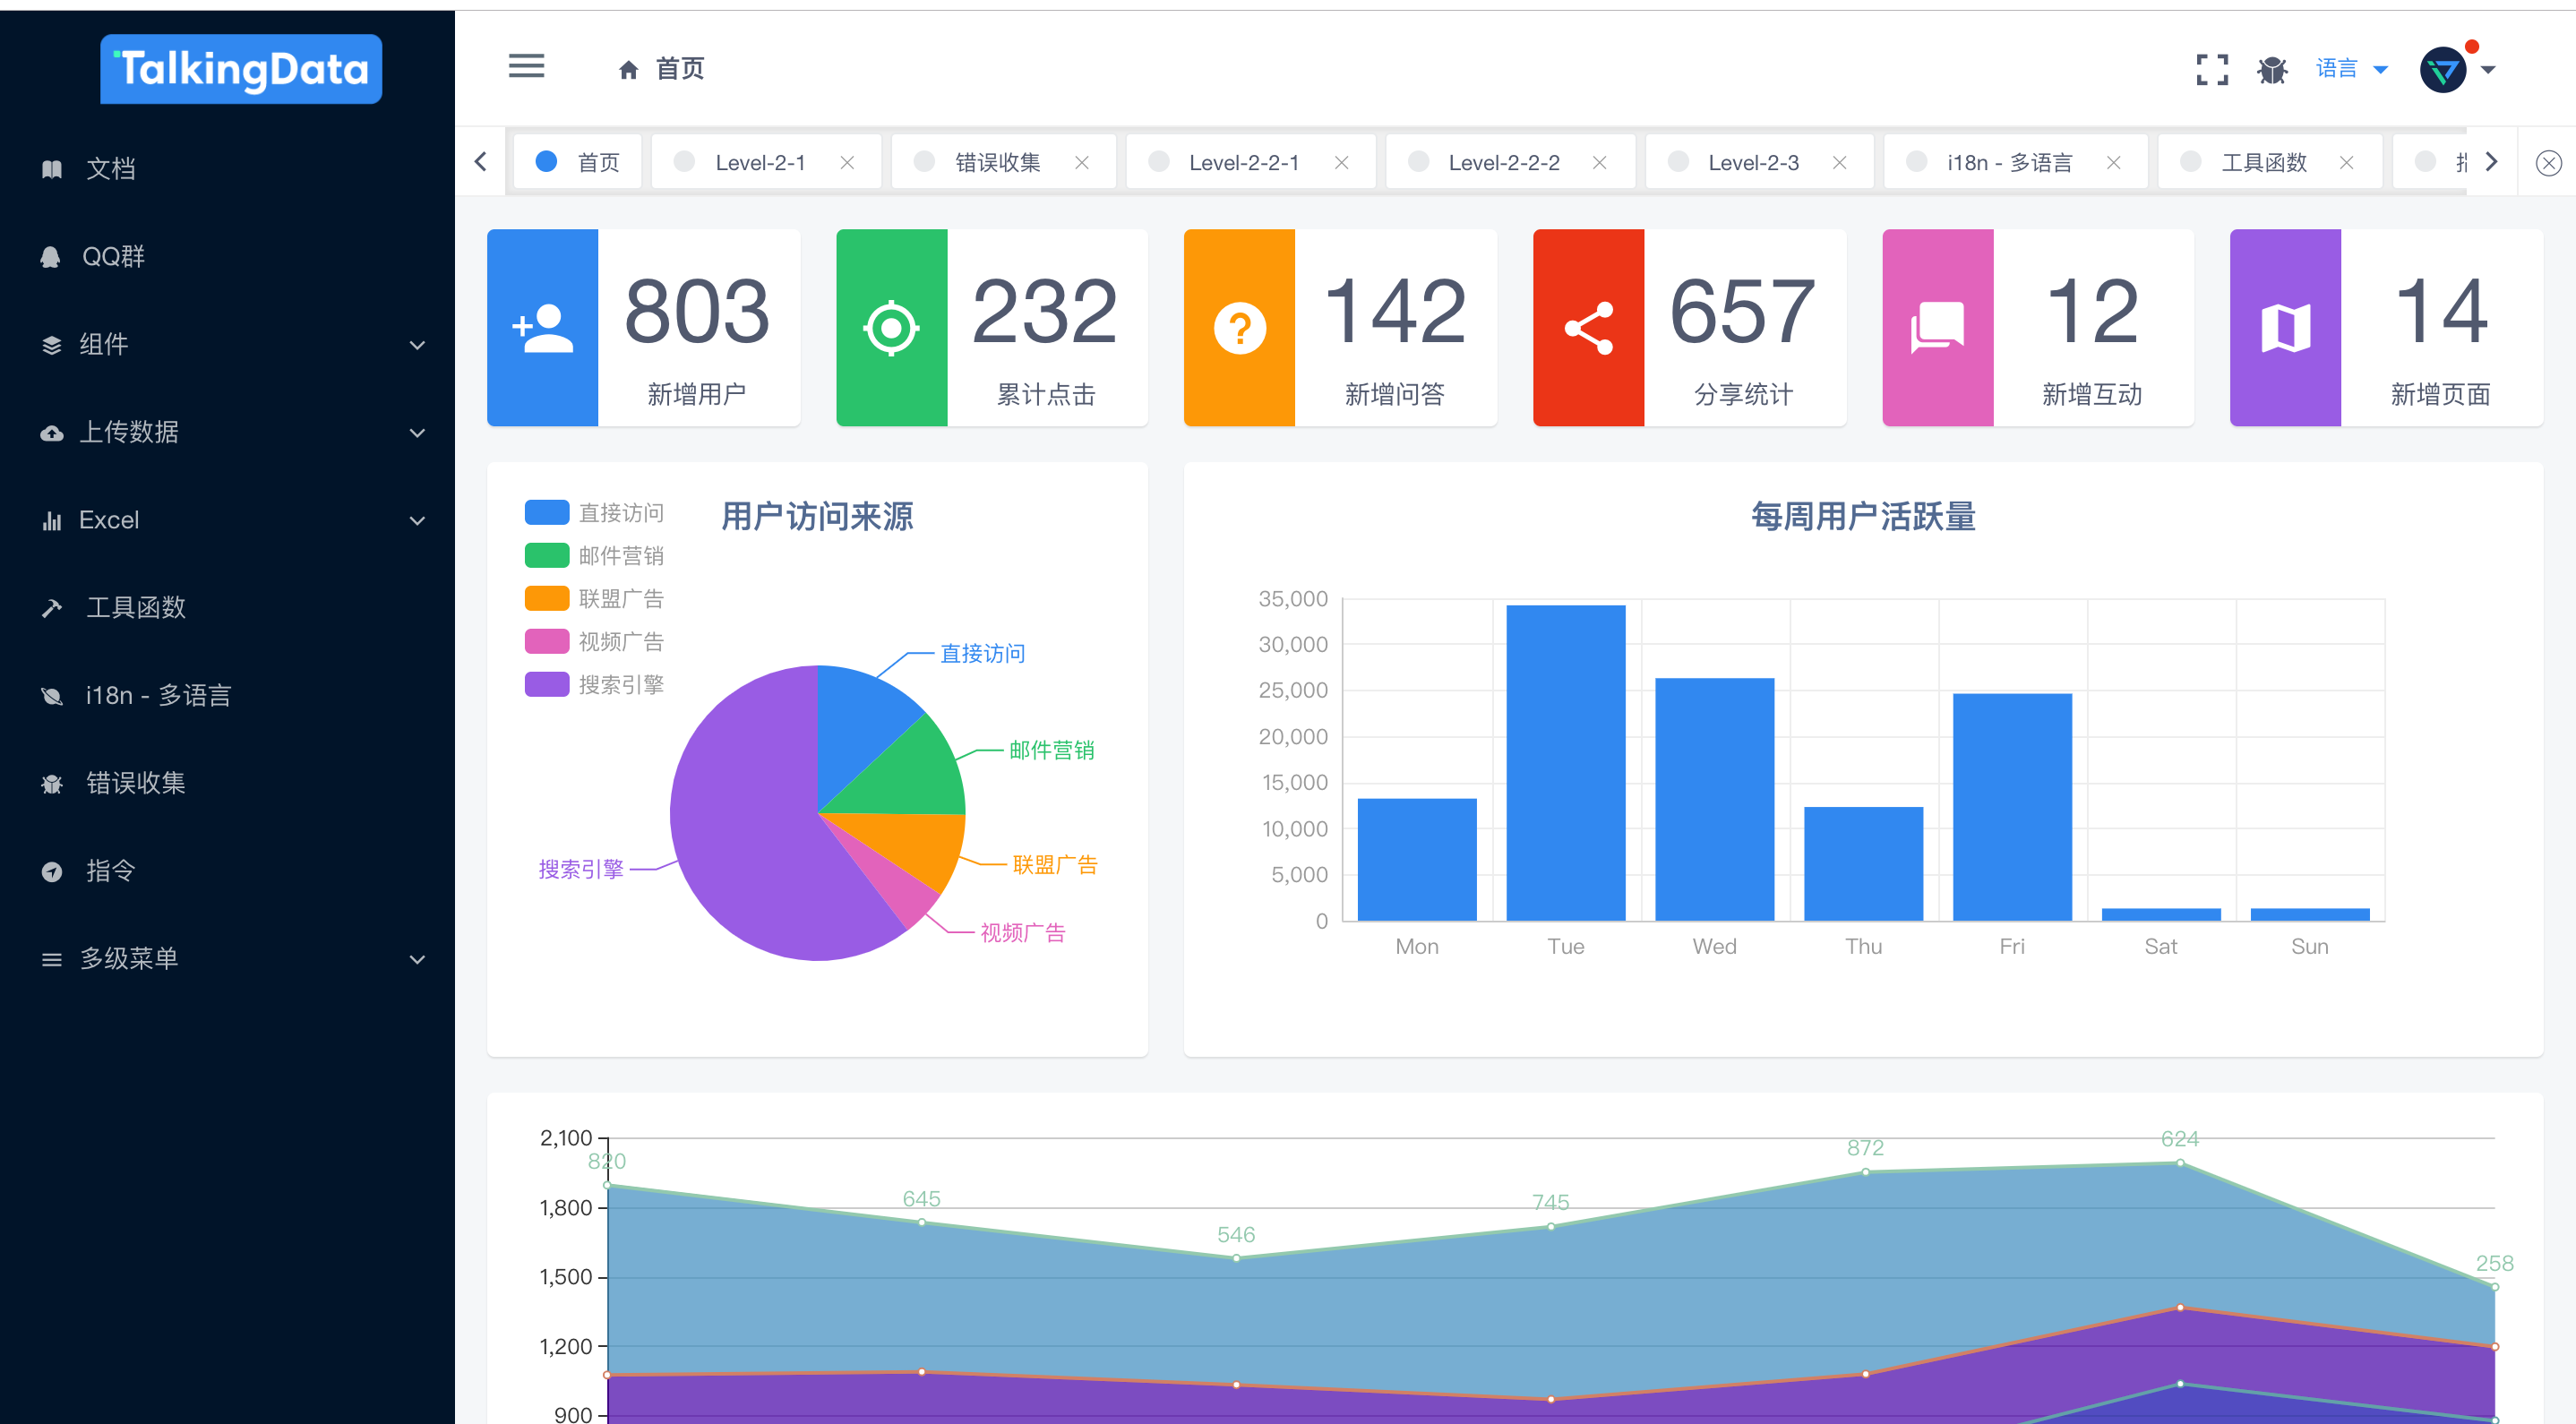 TalkingData
文档
QQ群
组件
上传数据
Excel
工具函数
i18n - 多语言
错误收集
指令
多级菜单
首页
语言
首页
Level-2-1
错误收集
Level-2-2-1
Level-2-2-2
Level-2-3
i18n - 多语言
工具函数
803
新增用户
232
累计点击
142
新增问答
657
分享统计
12
新增互动
14
新增页面
用户访问来源
直接访问
邮件营销
联盟广告
视频广告
搜索引擎
直接访问
邮件营销
联盟广告
视频广告
搜索引擎
每周用户活跃量
35,000
30,000
25,000
20,000
15,000
10,000
5,000
0
Mon
Tue
Wed
Thu
Fri
Sat
Sun
2,100
1,800
1,500
1,200
900
820
645
546
745
872
624
258